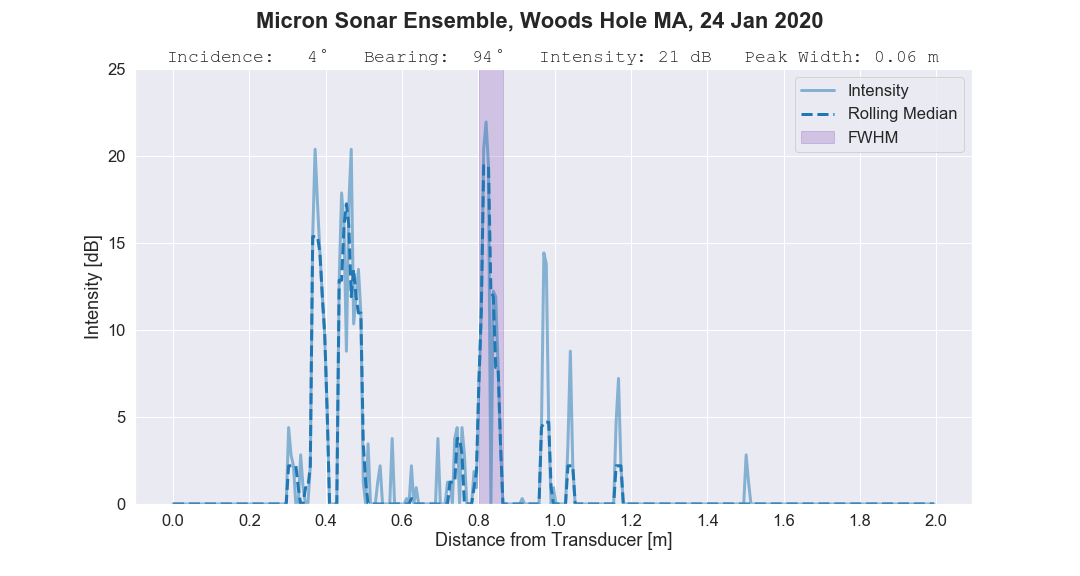 Micron Sonar Ensemble, Woods Hole MA, 24 Jan 2020
Incidence: 4° Bearing: 94° Intensity: 21 dB Peak Width: 0.06 m
Intensity
Rolling Median
FWHM
25
20
15
10
5
0
Intensity [dB]
0.0 0.2 0.4 0.6 0.8 1.0 1.2 1.4 1.6 1.8 2.0
Distance from Transducer [m]